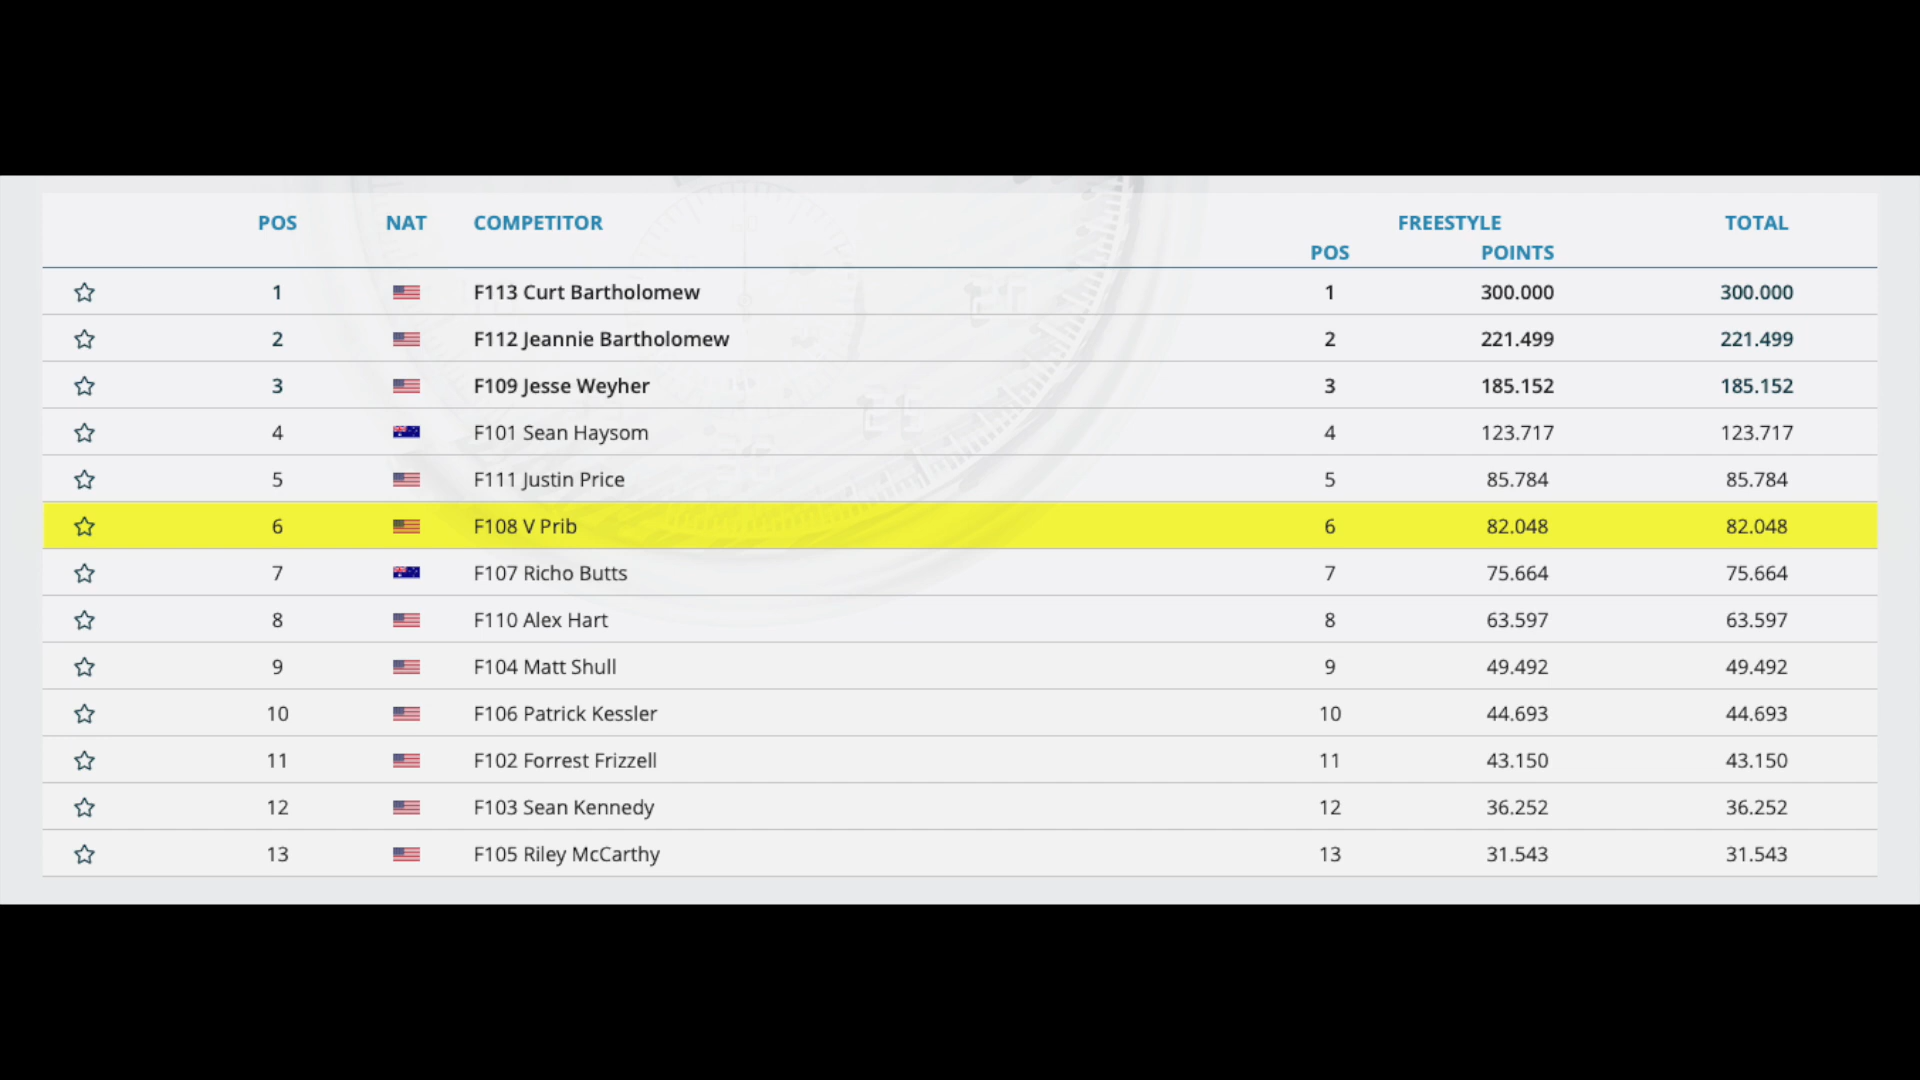 POS NAT COMPETITOR FREESTYLE TOTAL
POS POINTS
1 F113 Curt Bartholomew 1 300.000 300.000
2 F112 Jeannie Bartholomew 2 221.499 221.499
3 F109 Jesse Weyher 3 185.152 185.152
4 F101 Sean Haysom 4 123.717 123.717
5 F111 Justin Price 5 85.784 85.784
6 F108 V Prib 6 82.048 82.048
7 F107 Richo Butts 7 75.664 75.664
8 F110 Alex Hart 8 63.597 63.597
9 F104 Matt Shull 9 49.492 49.492
10 F106 Patrick Kessler 10 44.693 44.693
11 F102 Forrest Frizzell 11 43.150 43.150
12 F103 Sean Kennedy 12 36.252 36.252
13 F105 Riley McCarthy 13 31.543 31.543